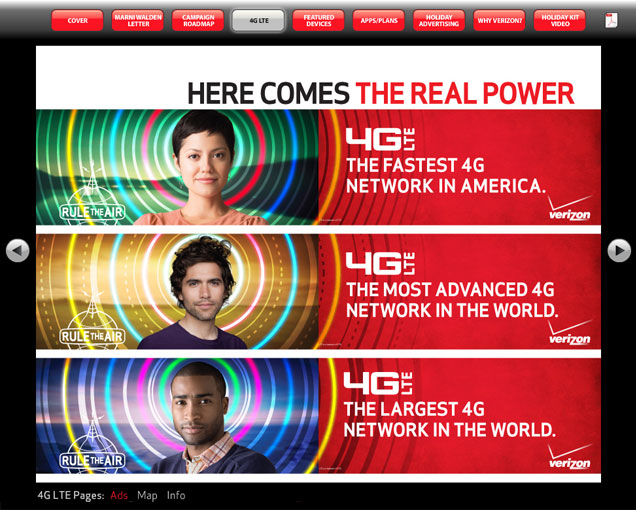 COVER
MARNI WALDEN
LETTER
CAMPAIGN
ROADMAP
4G LTE
FEATURED
DEVICES
APPS/PLANS
HOLIDAY
ADVERTISING
WHY VERIZON?
HOLIDAY KIT
VIDEO
HERE COMES THE REAL POWER
RULE THE AIR
4G LTE
THE FASTEST 4G
NETWORK IN AMERICA.
verizon
RULE THE AIR
4G LTE
THE MOST ADVANCED 4G
NETWORK IN THE WORLD.
verizon
RULE THE AIR
4G LTE
THE LARGEST 4G
NETWORK IN THE WORLD.
verizon
4G LTE Pages: Ads Map Info